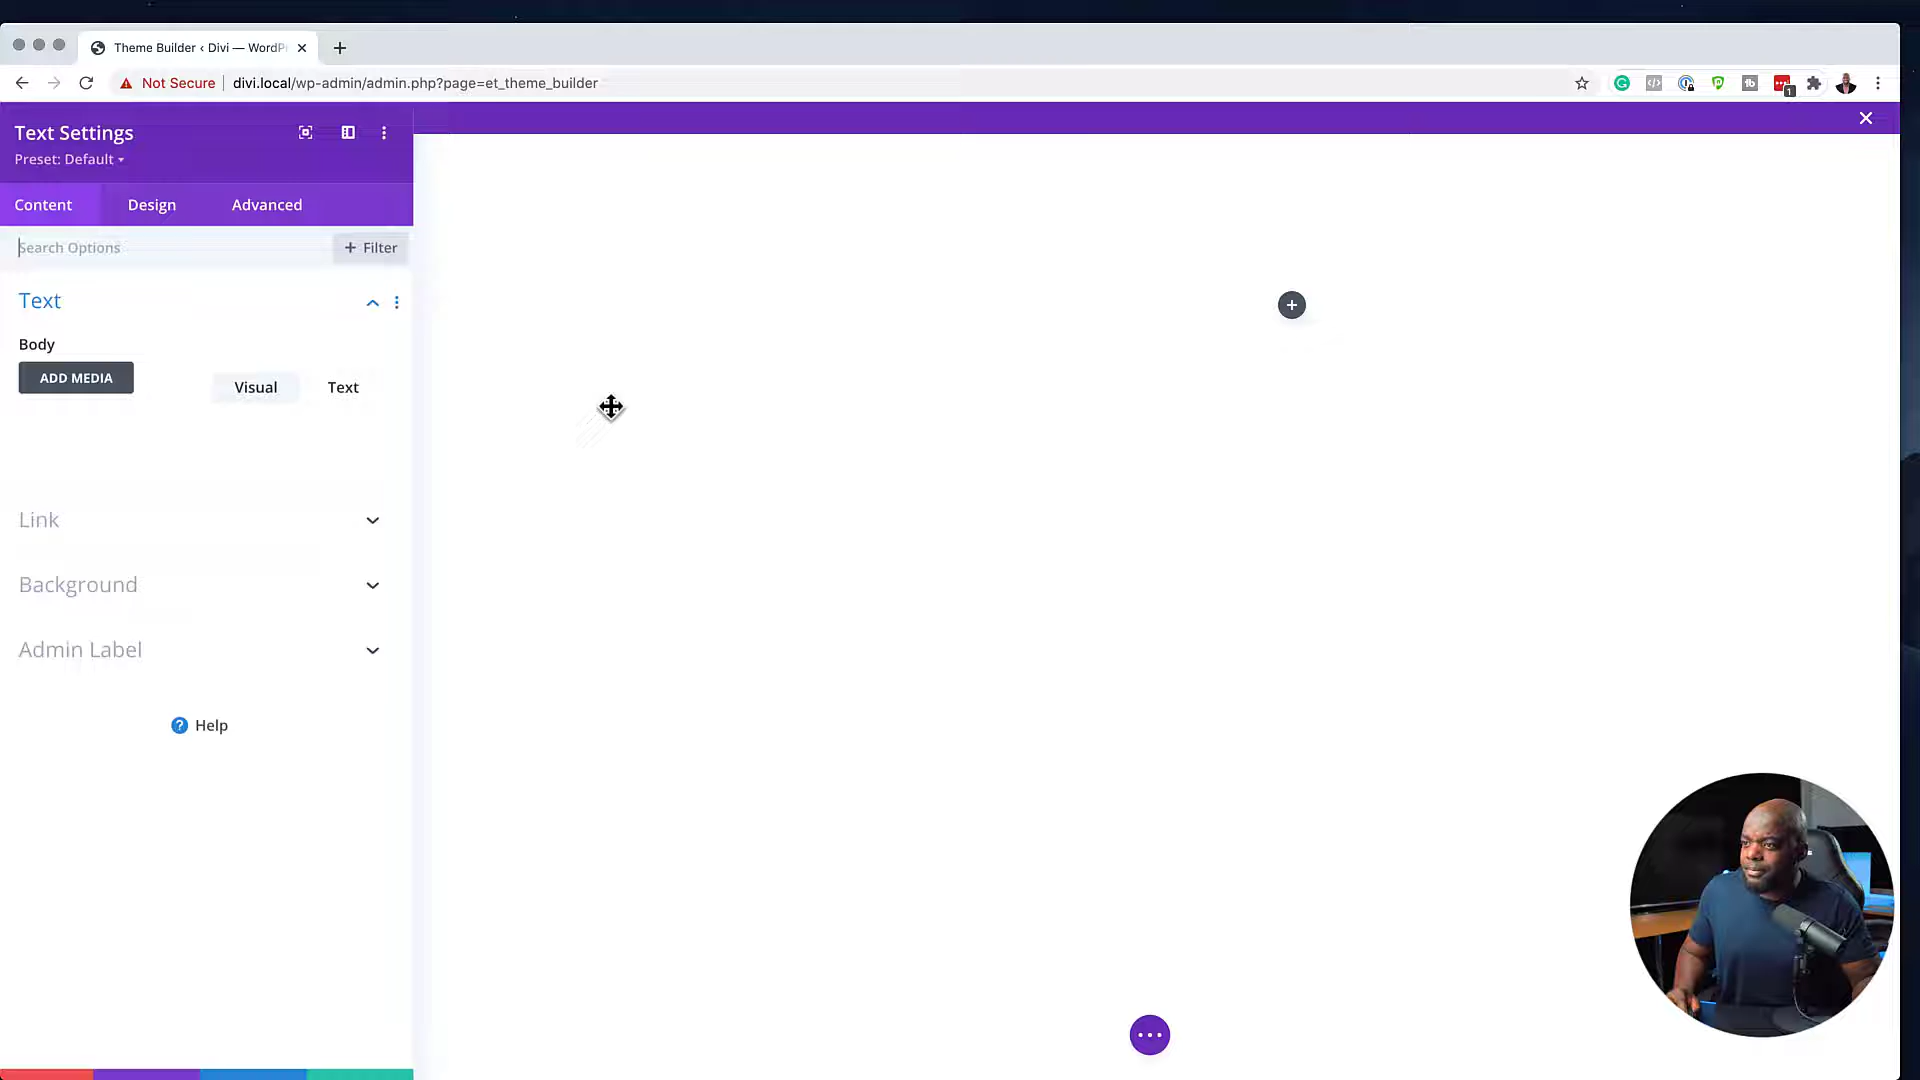 Theme Builder ‹ Divi — WordP
Not Secure
divi.local/wp-admin/admin.php?page=et_theme_builder
1
Text Settings
Preset: Default
Content
Design
Advanced
Search Options
+ Filter
Text
Body
ADD MEDIA
Visual
Text
Link
Background
Admin Label
? Help